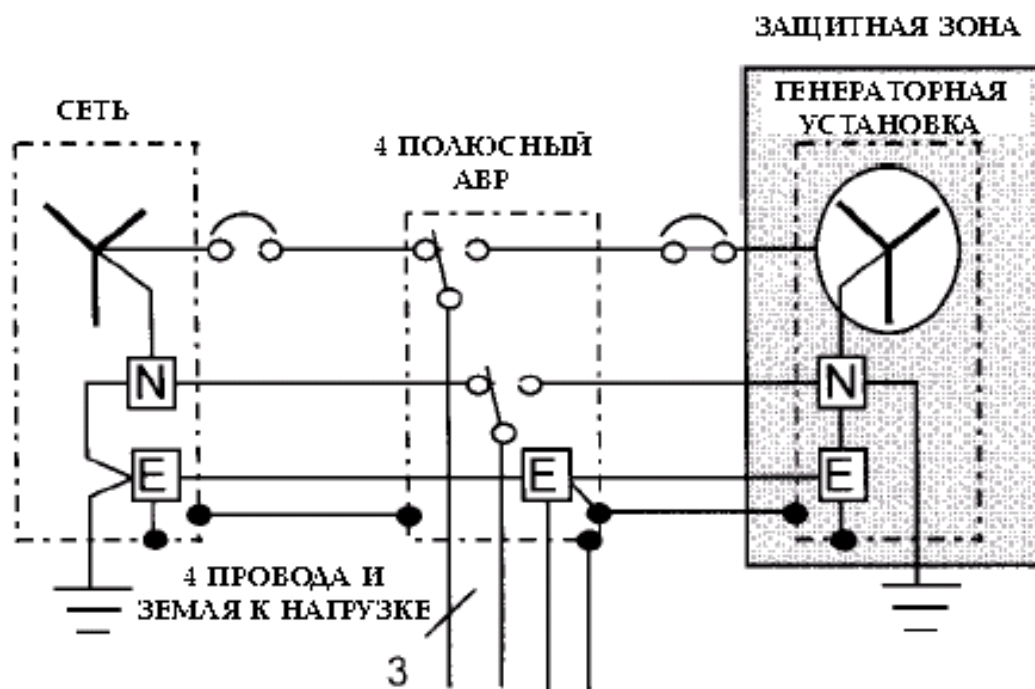 ЗАЩИТНАЯ ЗОНА
СЕТЬ
ГЕНЕРАТОРНАЯ
УСТАНОВКА
4 ПОЛЮСНЫЙ
АВР
N
N
E
E
E
4 ПРОВОДА И
ЗЕМЛЯ К НАГРУЗКЕ
3